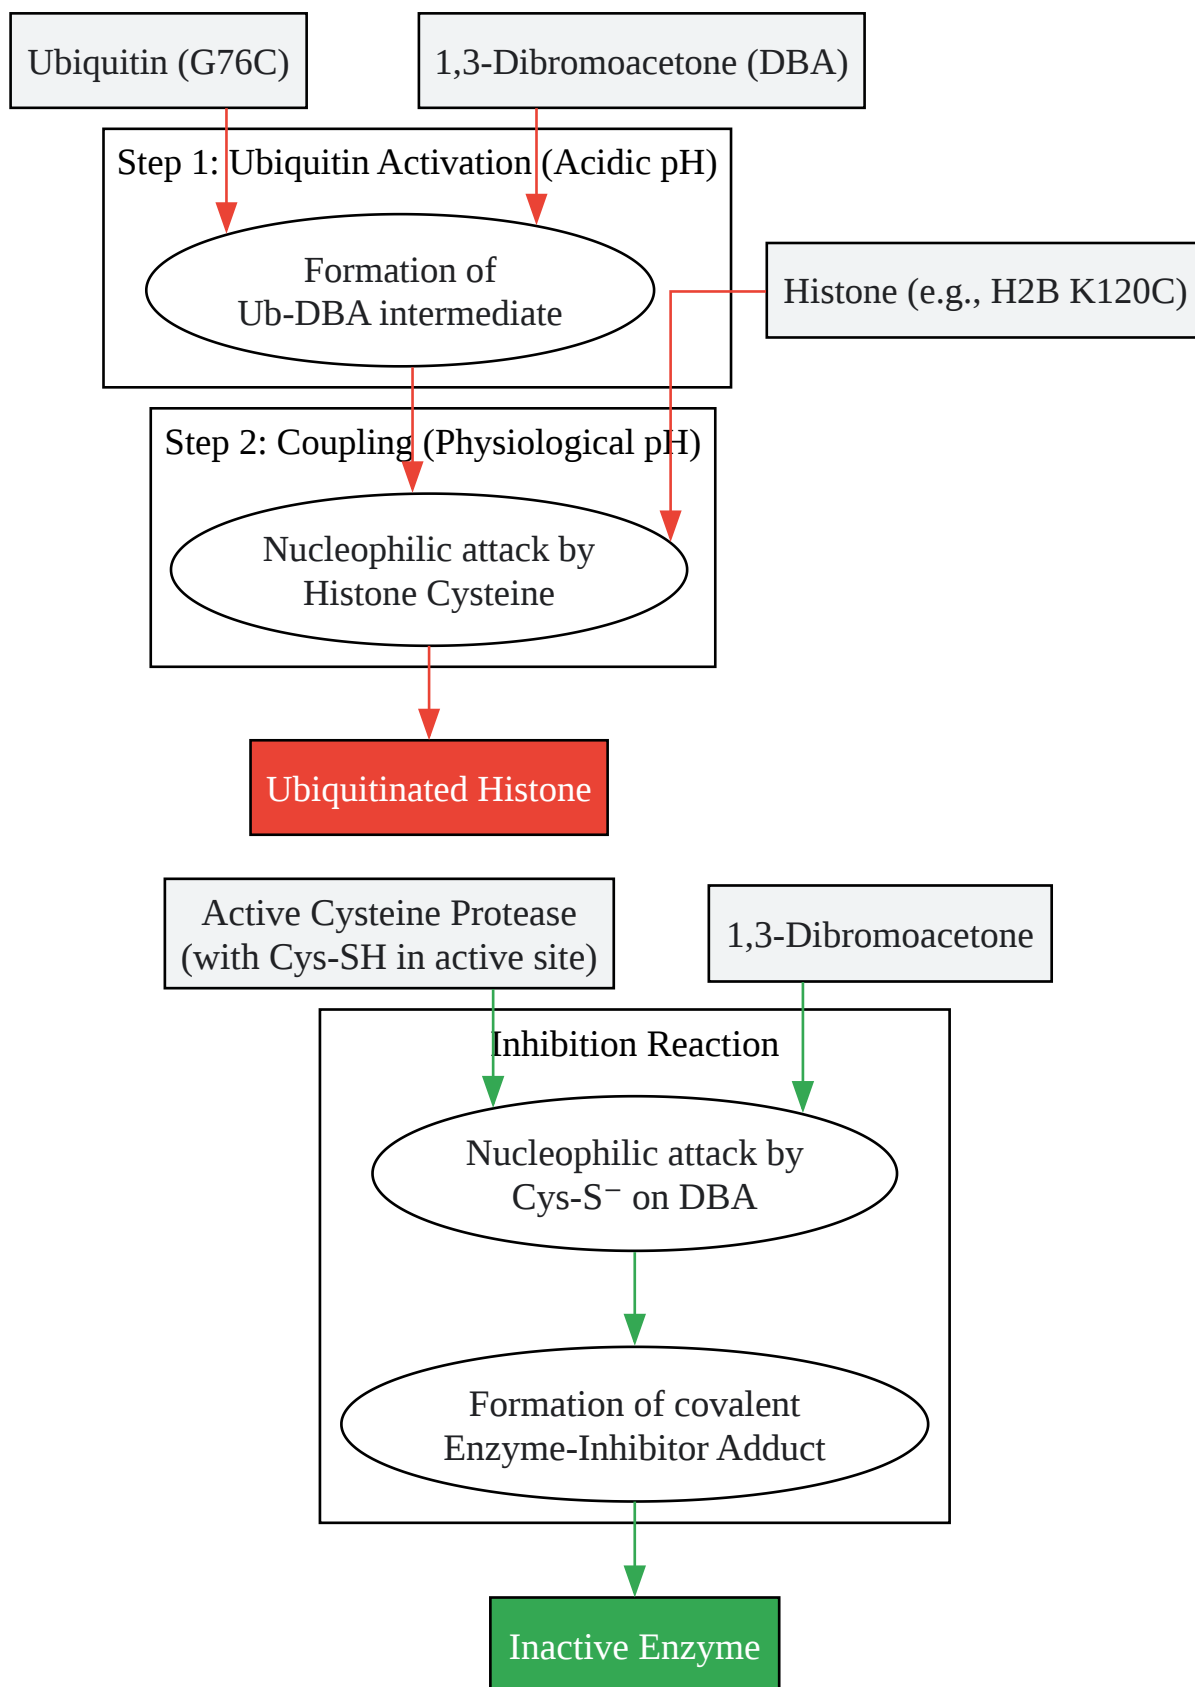 Ubiquitin (G76C)
1,3-Dibromoacetone (DBA)
Step 1: Ubiquitin Activation (Acidic pH)
Formation of
Ub-DBA intermediate
Histone (e.g., H2B K120C)
Step 2: Coupling (Physiological pH)
Nucleophilic attack by
Histone Cysteine
Ubiquitinated Histone
Active Cysteine Protease
(with Cys-SH in active site)
1,3-Dibromoacetone
Inhibition Reaction
Nucleophilic attack by
Cys-S⁻ on DBA
Formation of covalent
Enzyme-Inhibitor Adduct
Inactive Enzyme